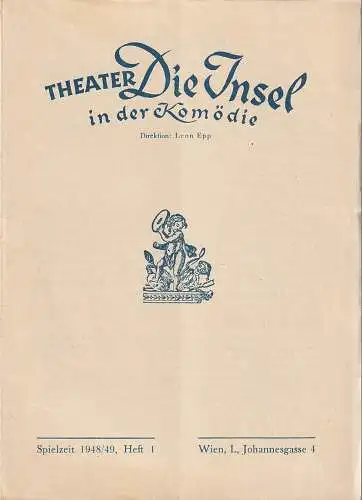 THEATER Die Insel
in der Komödie
Direktion: Leon Epp
Spielzeit 1948/49, Heft 1
Wien, I., Johannesgasse 4